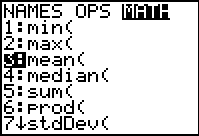 NAMES OPS MATH
1:min(
2:max(
3:mean(
4:median(
5:sum(
6:prod(
7↓stdDev(